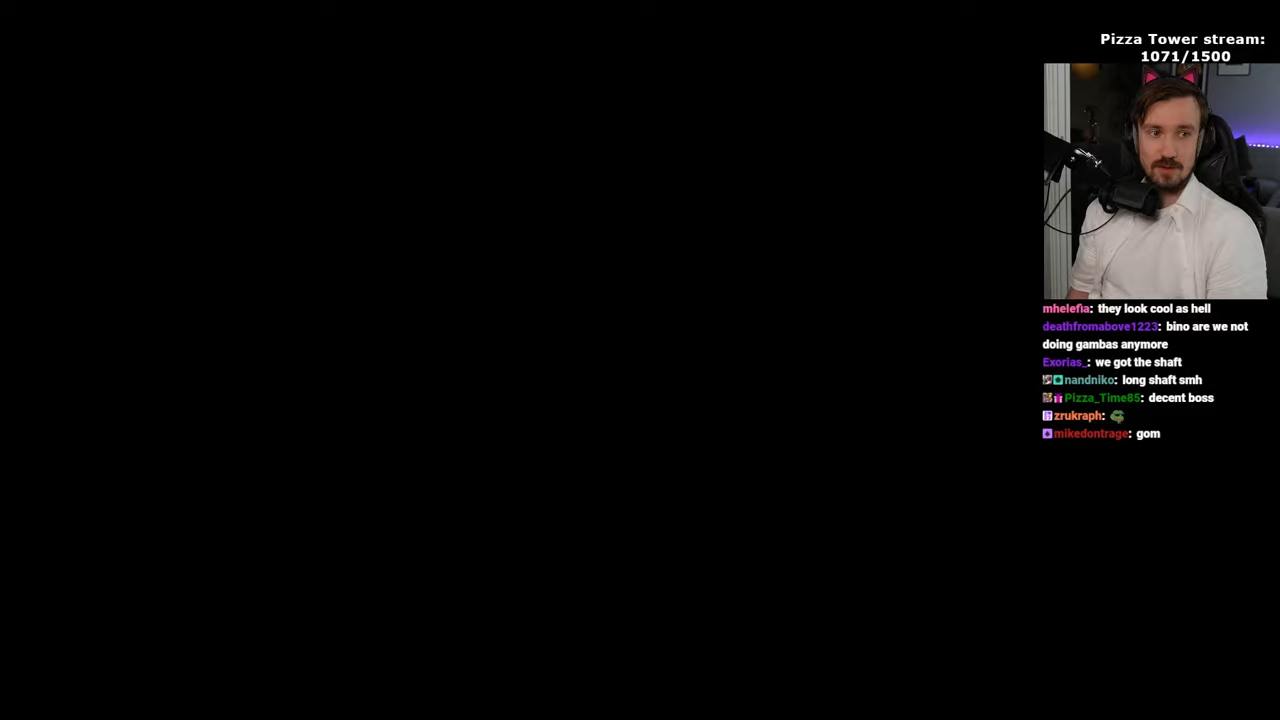 Pizza Tower stream:
1071/1500
mhelefia: they look cool as hell
deathfromabove1223: bino are we not
doing gambas anymore
Exorias_: we got the shaft
nandniko: long shaft smh
Pizza_Time85: decent boss
zrukraph:
mikedontrage: gom